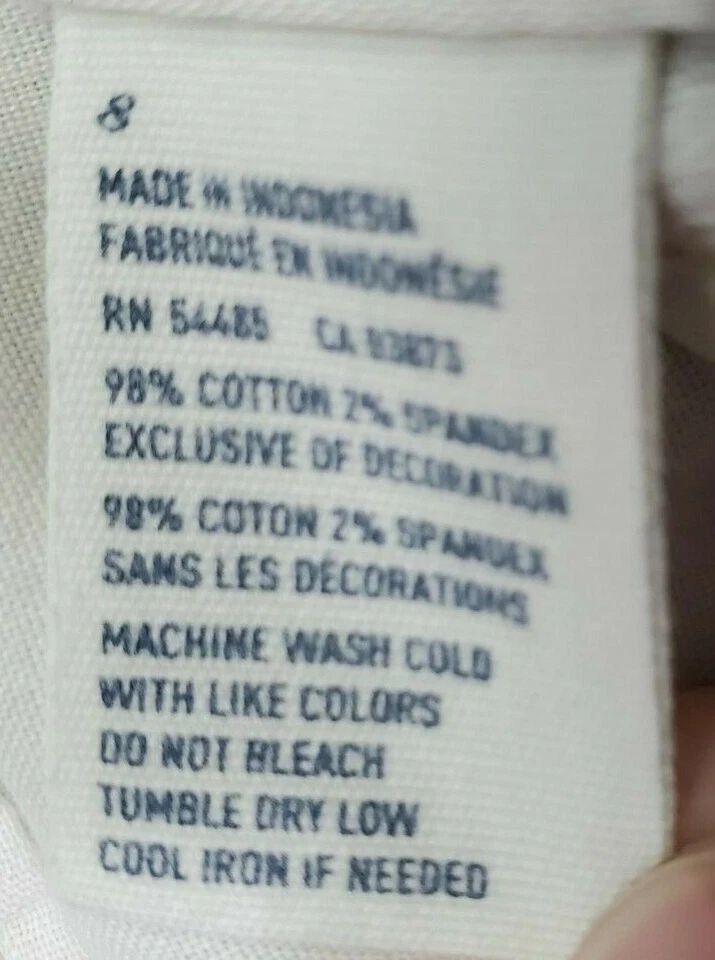 8
MADE IN INDONESIA
FABRIQUÉ EN INDONÉSIE
RN 54485 CA
98% COTTON 2% SPANDEX
EXCLUSIVE OF DECORATION
98% COTON 2% SPANDEX
SANS LES DÉCORATIONS
MACHINE WASH COLD
WITH LIKE COLORS
DO NOT BLEACH
TUMBLE DRY LOW
COOL IRON IF NEEDED